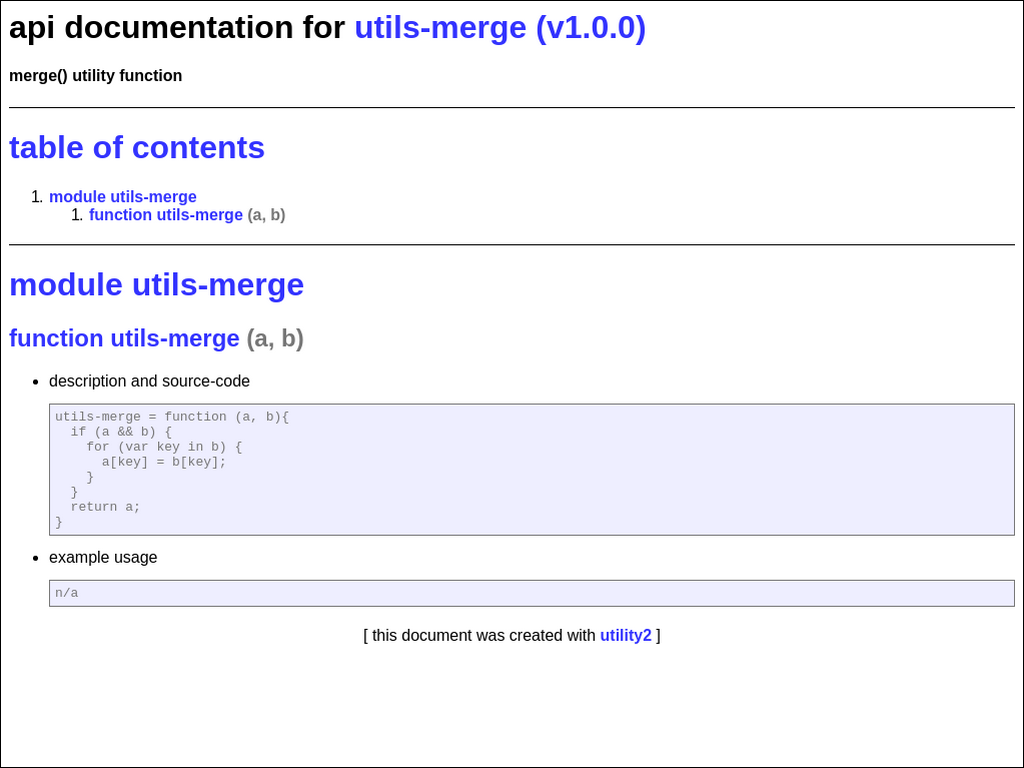 api documentation for utils-merge (v1.0.0)
merge() utility function
table of contents
1. module utils-merge
1. function utils-merge (a, b)
module utils-merge
function utils-merge (a, b)
• description and source-code
utils-merge = function (a, b){
  if (a && b) {
    for (var key in b) {
      a[key] = b[key];
    }
  }
  return a;
}
• example usage
n/a
[ this document was created with utility2 ]